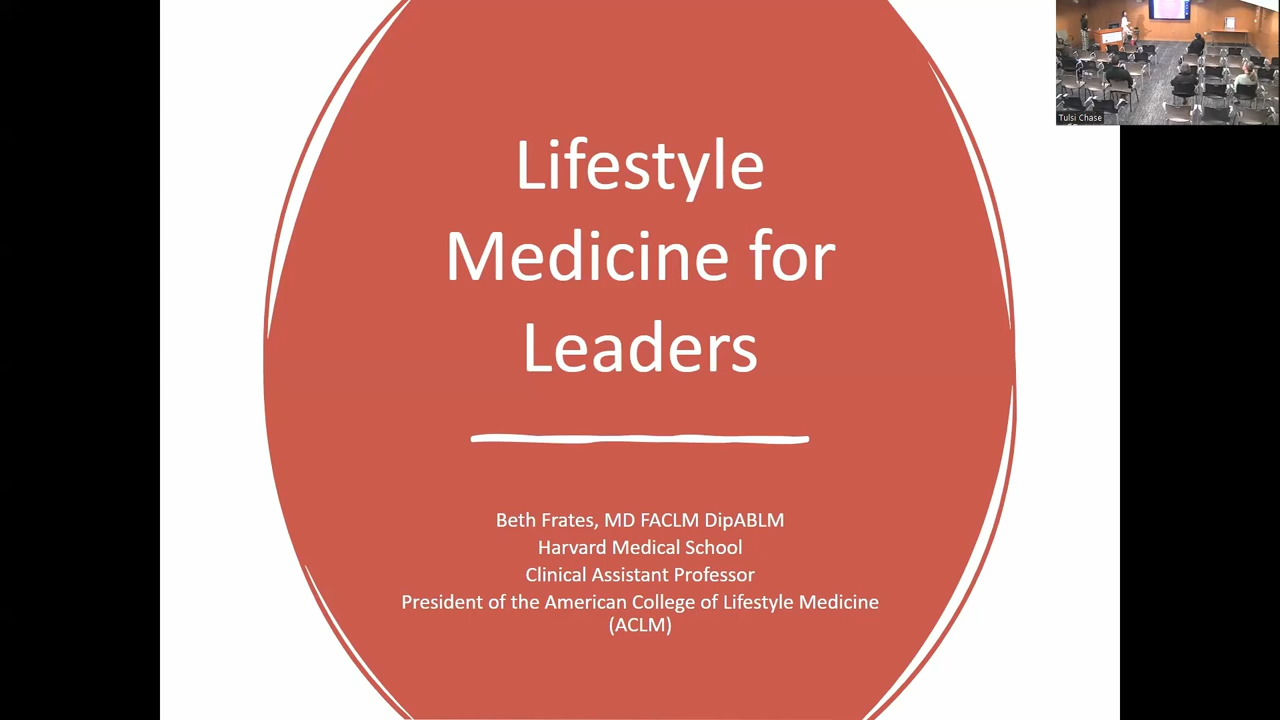 Lifestyle
Medicine for
Leaders
Beth Frates, MD FACLM DipABLM
Harvard Medical School
Clinical Assistant Professor
President of the American College of Lifestyle Medicine
(ACLM)
Tulsi Chase